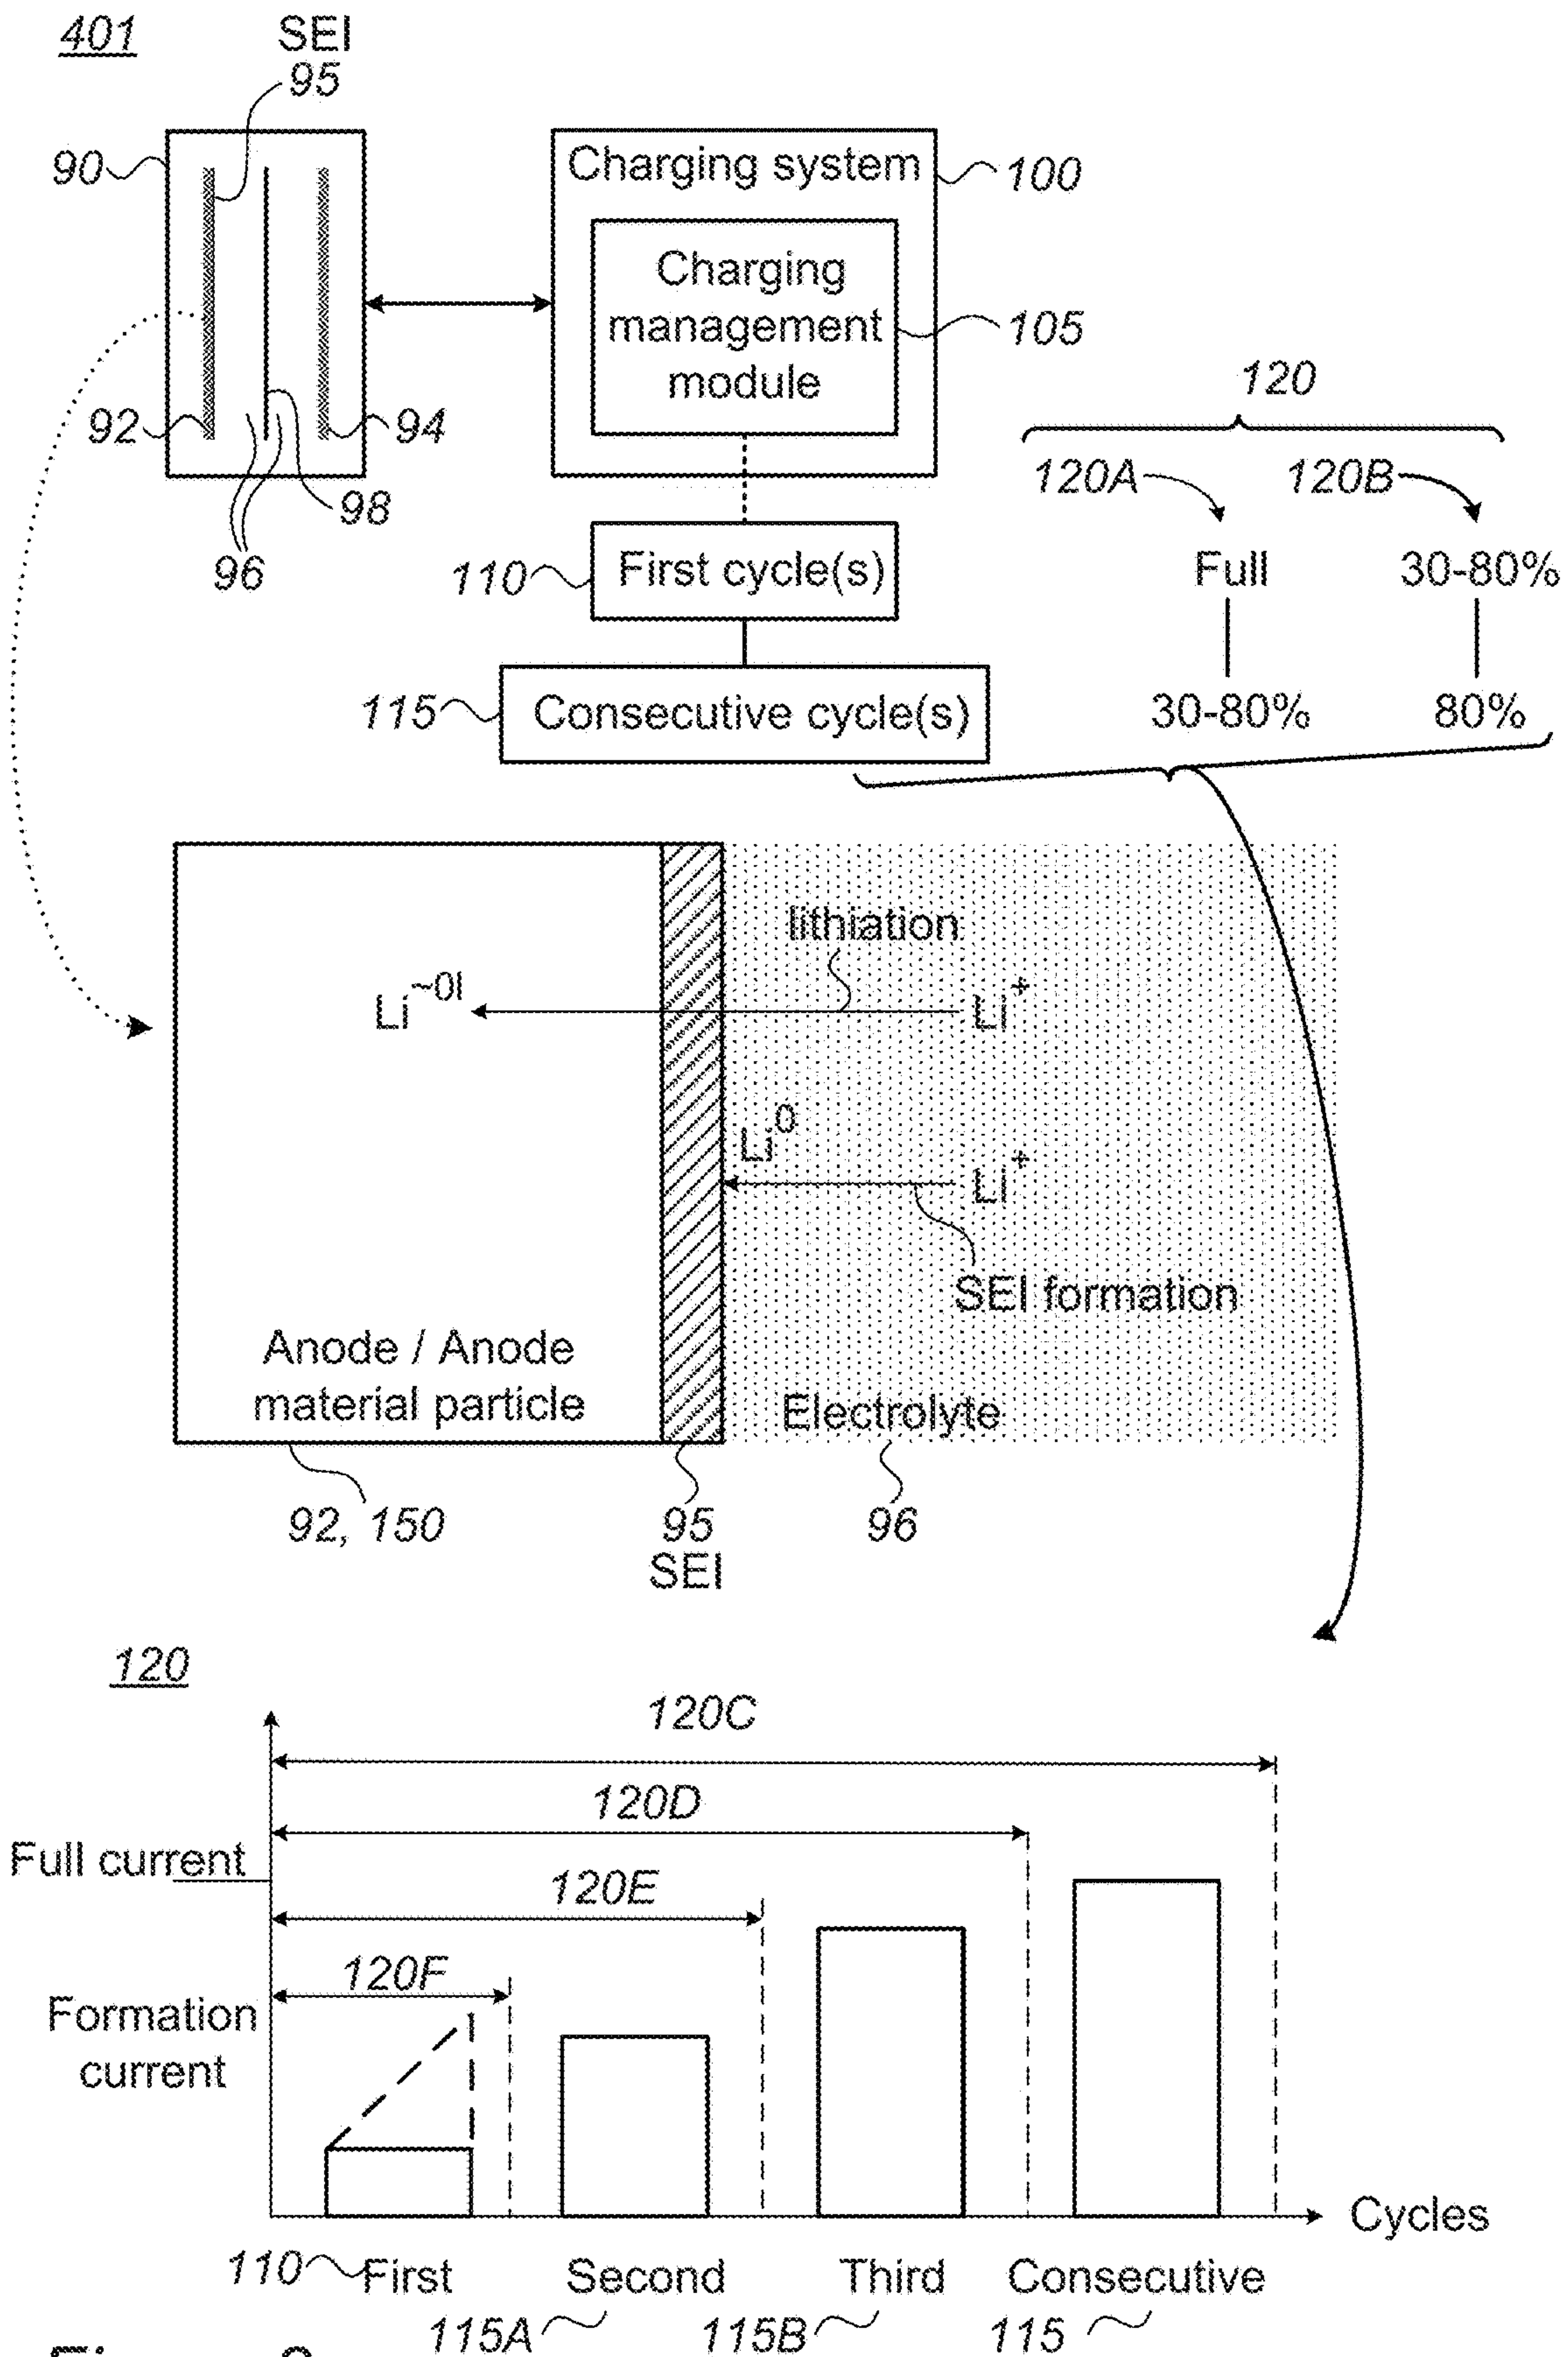 401
SEI
95
90
Charging system
100
Charging
management
module
105
92
94
98
96
120
120A
120B
Full
30-80%
30-80%
80%
110
First cycle(s)
115
Consecutive cycle(s)
lithiation
Li~0I
Li+
Li0
Li+
SEI formation
Anode / Anode
material particle
Electrolyte
92, 150
95
SEI
96
120
120C
120D
Full current
120E
120F
Formation
current
Cycles
110
First
Second
Third
Consecutive
115A
115B
115